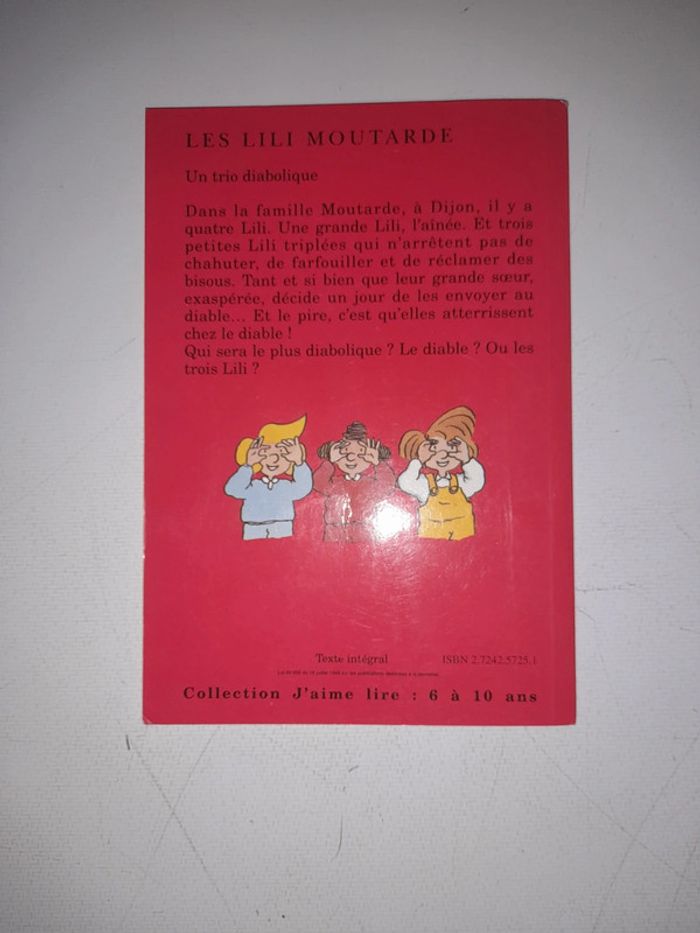 LES LILI MOUTARDE
Un trio diabolique
Dans la famille Moutarde, à Dijon, il y a
quatre Lili. Une grande Lili, l'aînée. Et trois
petites Lili triplées qui n'arrêtent pas de
chahuter, de farfouiller et de réclamer des
bisous. Tant et si bien que leur grande sœur,
exaspérée, décide un jour de les envoyer au
diable... Et le pire, c'est qu'elles atterrissent
chez le diable !
Qui sera le plus diabolique ? Le diable ? Ou les
trois Lili ?
Texte intégral
ISBN 2.7242.5725.1
Collection J'aime lire : 6 à 10 ans